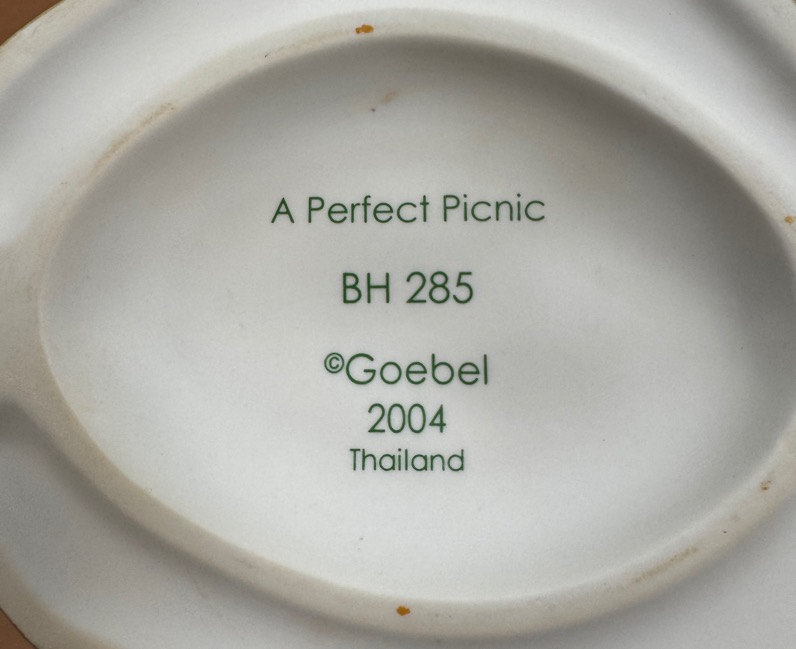 A Perfect Picnic
BH 285
©Goebel
2004
Thailand